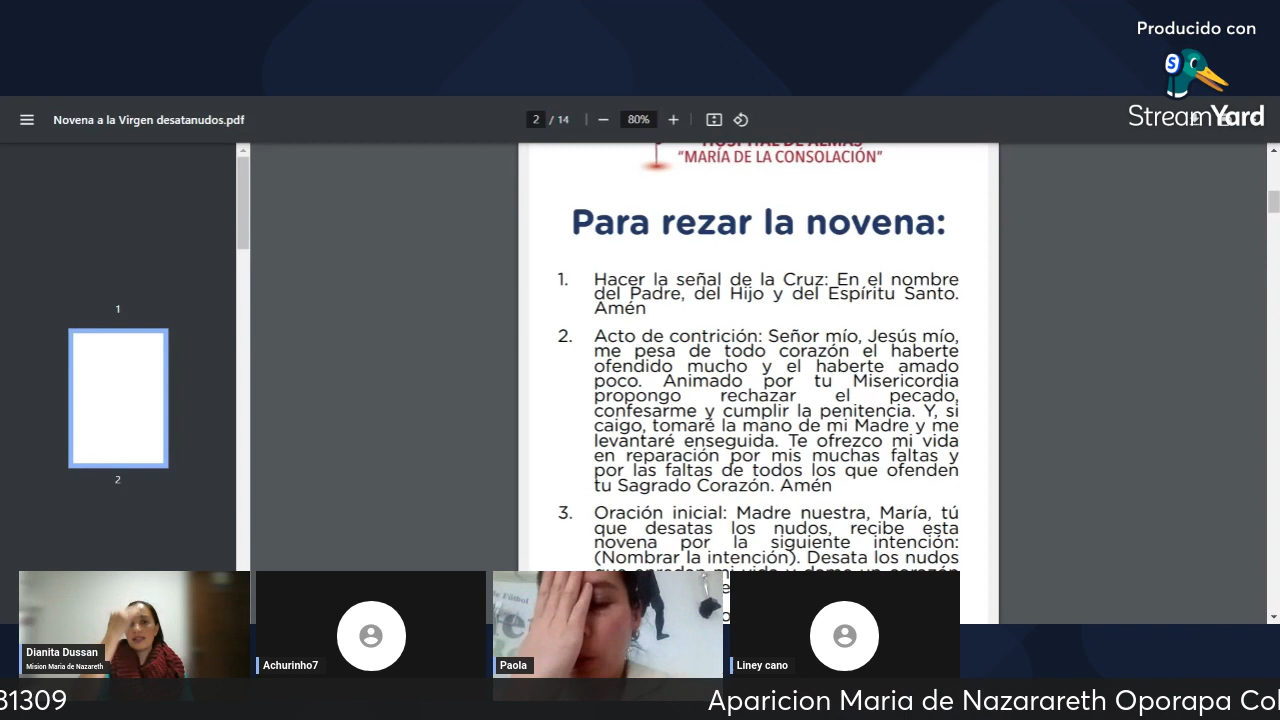 Producido con
StreamYard
Novena a la Virgen desatanudos.pdf
2 / 14
80%
HOSPITAL DE ALMAS
“MARÍA DE LA CONSOLACIÓN”
Para rezar la novena:
1. Hacer la señal de la Cruz: En el nombre
del Padre, del Hijo y del Espíritu Santo.
Amén
2. Acto de contrición: Señor mío, Jesús mío,
me pesa de todo corazón el haberte
ofendido mucho y el haberte amado
poco. Animado por tu Misericordia
propongo rechazar el pecado,
confesarme y cumplir la penitencia. Y, si
caigo, tomaré la mano de mi Madre y me
levantaré enseguida. Te ofrezco mi vida
en reparación por mis muchas faltas y
por las faltas de todos los que ofenden
tu Sagrado Corazón. Amén
3. Oración inicial: Madre nuestra, María, tú
que desatas los nudos, recibe esta
novena por la siguiente intención:
(Nombrar la intención). Desata los nudos
1
2
Dianita Dussan
Mision Maria de Nazareth
Achurinho7
de Fútbol
Paola
Liney cano
81309
Aparicion Maria de Nazarareth Oporapa Co